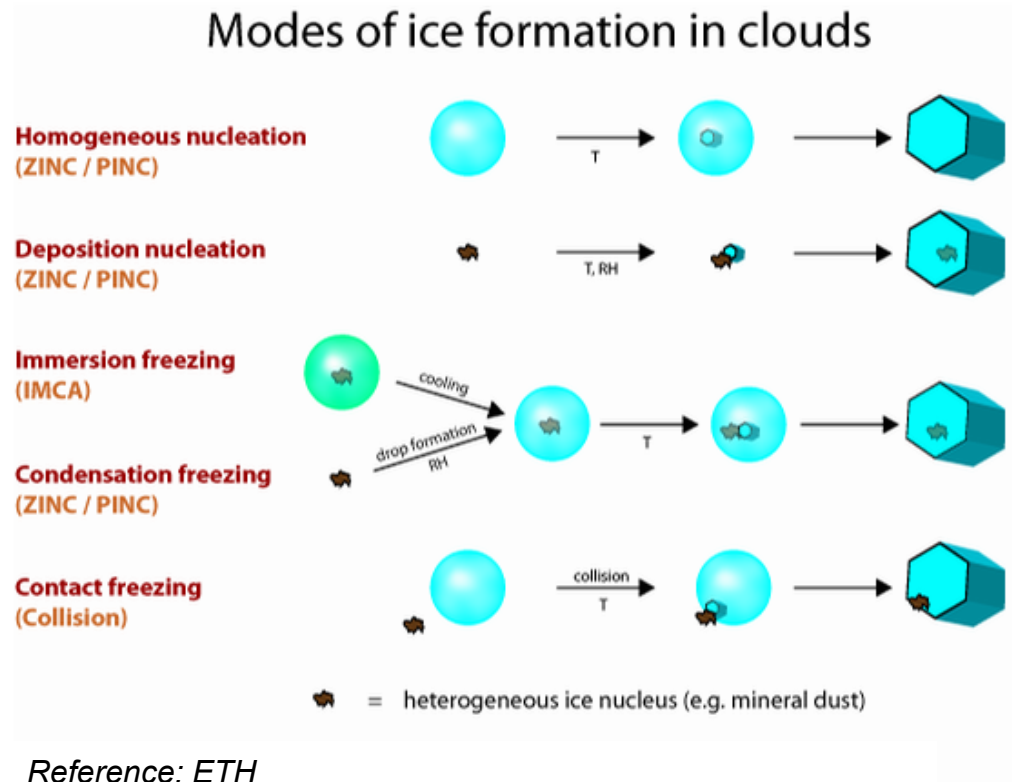 Modes of ice formation in clouds
Homogeneous nucleation
(ZINC / PINC)
T
Deposition nucleation
(ZINC / PINC)
T, RH
Immersion freezing
(IMCA)
cooling
drop formation
RH
T
Condensation freezing
(ZINC / PINC)
Contact freezing
(Collision)
collision
T
= heterogeneous ice nucleus (e.g. mineral dust)
Reference: ETH